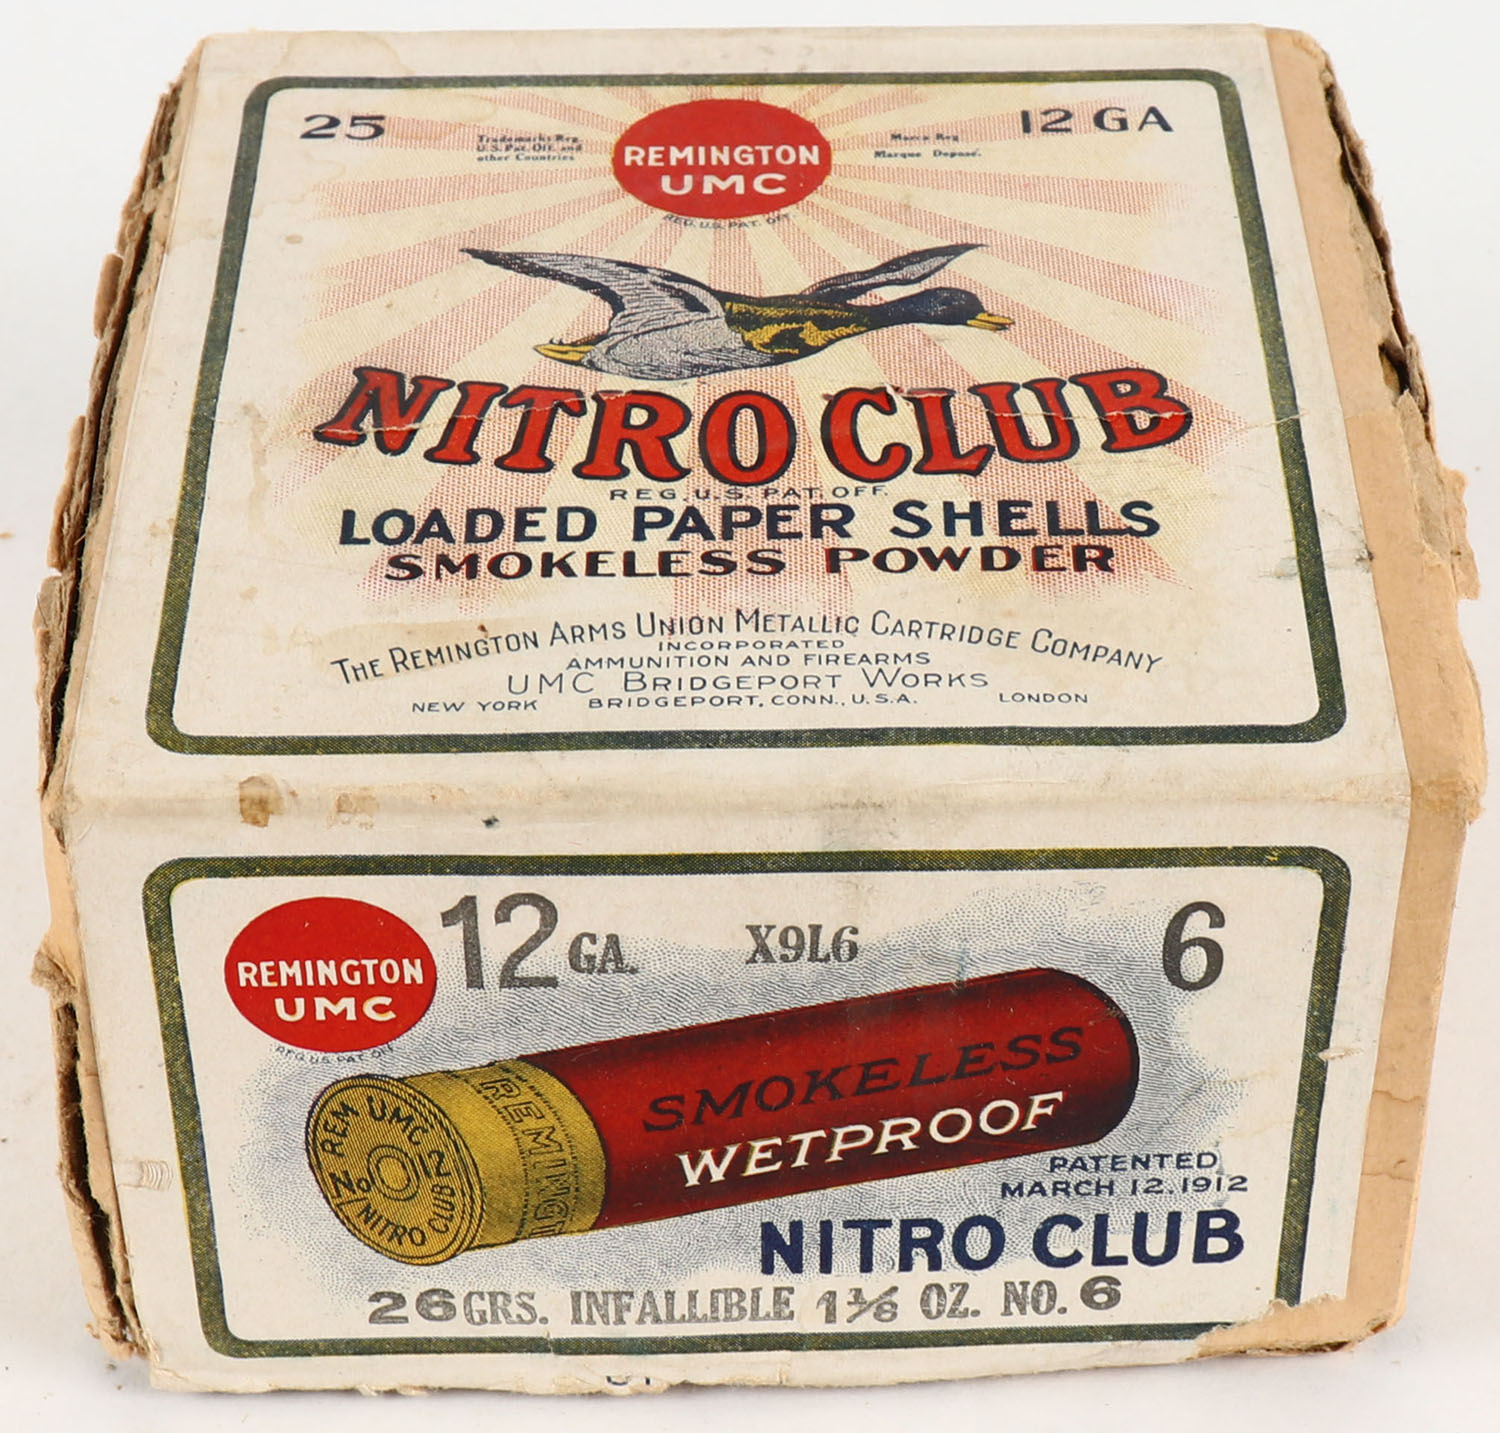 25
Trademarks Reg.
U.S. Pat. Off. and
other Countries
REMINGTON
UMC
REG. U.S. PAT. OFF.
Marca Reg
Marque Depose.
12 GA
NITRO CLUB
REG. U.S. PAT. OFF.
LOADED PAPER SHELLS
SMOKELESS POWDER
THE REMINGTON ARMS UNION METALLIC CARTRIDGE COMPANY
INCORPORATED
AMMUNITION AND FIREARMS
UMC BRIDGEPORT WORKS
NEW YORK BRIDGEPORT, CONN., U.S.A. LONDON
REMINGTON
UMC
REG. U.S. PAT. OFF.
12 GA. X9L6 6
REM UMC
No 12
NITRO CLUB
REMINGT
SMOKELESS
WETPROOF
PATENTED
MARCH 12, 1912
NITRO CLUB
26 GRS. INFALLIBLE 1 1/8 OZ. NO. 6